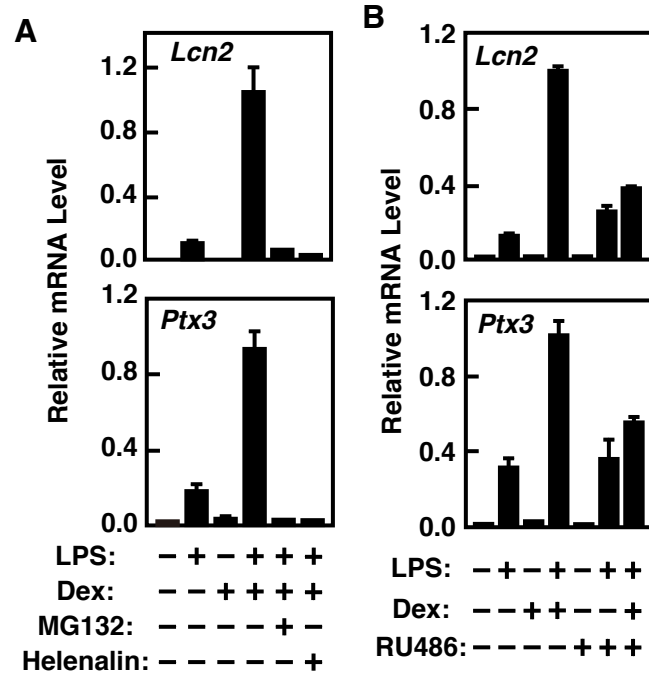 A
Lcn2
1.2
0.8
0.4
0.0
Relative mRNA Level
Ptx3
1.2
0.8
0.4
0.0
LPS: – + – + + +
Dex: – – + + + +
MG132: – – – – + –
Helenalin: – – – – – +
B
Lcn2
1.2
0.8
0.4
0.0
Relative mRNA Level
Ptx3
1.2
0.8
0.4
0.0
LPS: – + – + – + +
Dex: – – + + – – +
RU486: – – – – + + +